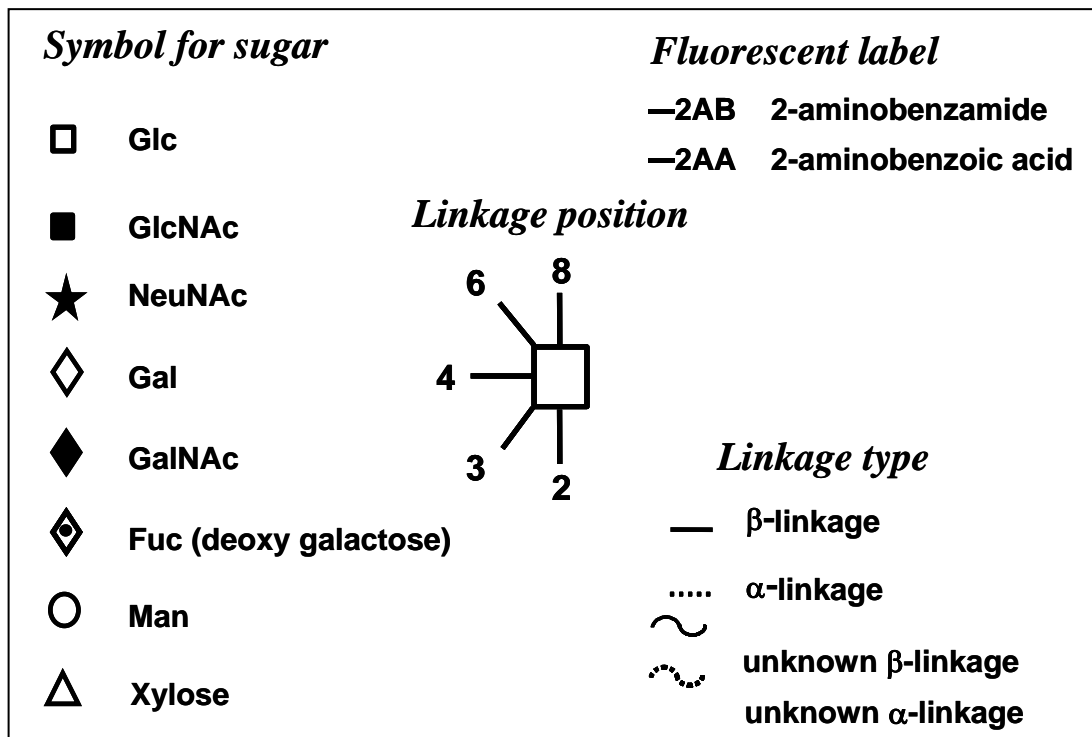 Symbol for sugar
Glc
GlcNAc
NeuNAc
Gal
GalNAc
Fuc (deoxy galactose)
Man
Xylose
Fluorescent label
—2AB 2-aminobenzamide
—2AA 2-aminobenzoic acid
Linkage position
8
6
4
3
2
Linkage type
β-linkage
α-linkage
unknown β-linkage
unknown α-linkage